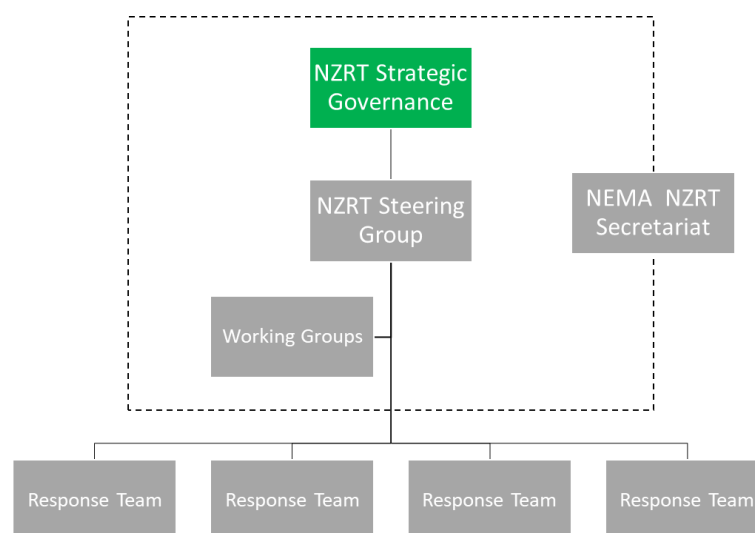 NZRT Strategic
Governance
NZRT Steering
Group
NEMA NZRT
Secretariat
Working Groups
Response Team
Response Team
Response Team
Response Team